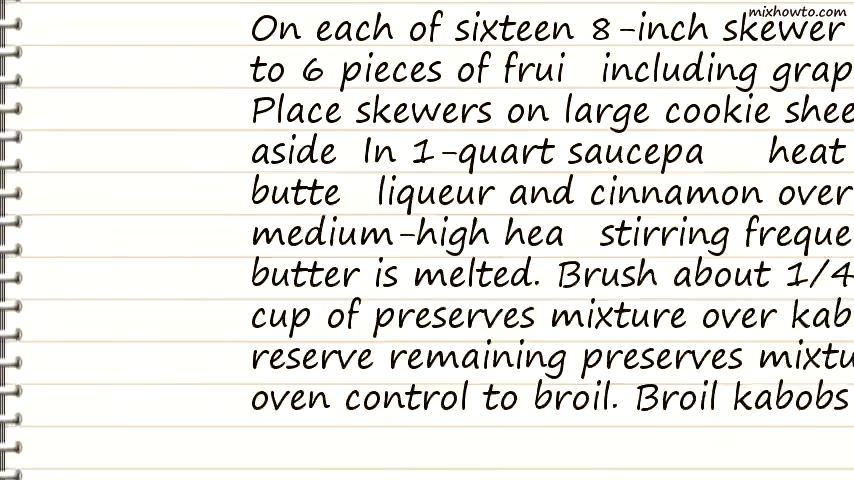 mixhowto.com
On each of sixteen 8-inch skewer
to 6 pieces of frui including grap
Place skewers on large cookie shee
aside In 1-quart saucepa heat
butte liqueur and cinnamon over
medium-high hea stirring freque
butter is melted. Brush about 1/4
cup of preserves mixture over kab
reserve remaining preserves mixtu
oven control to broil. Broil kabobs